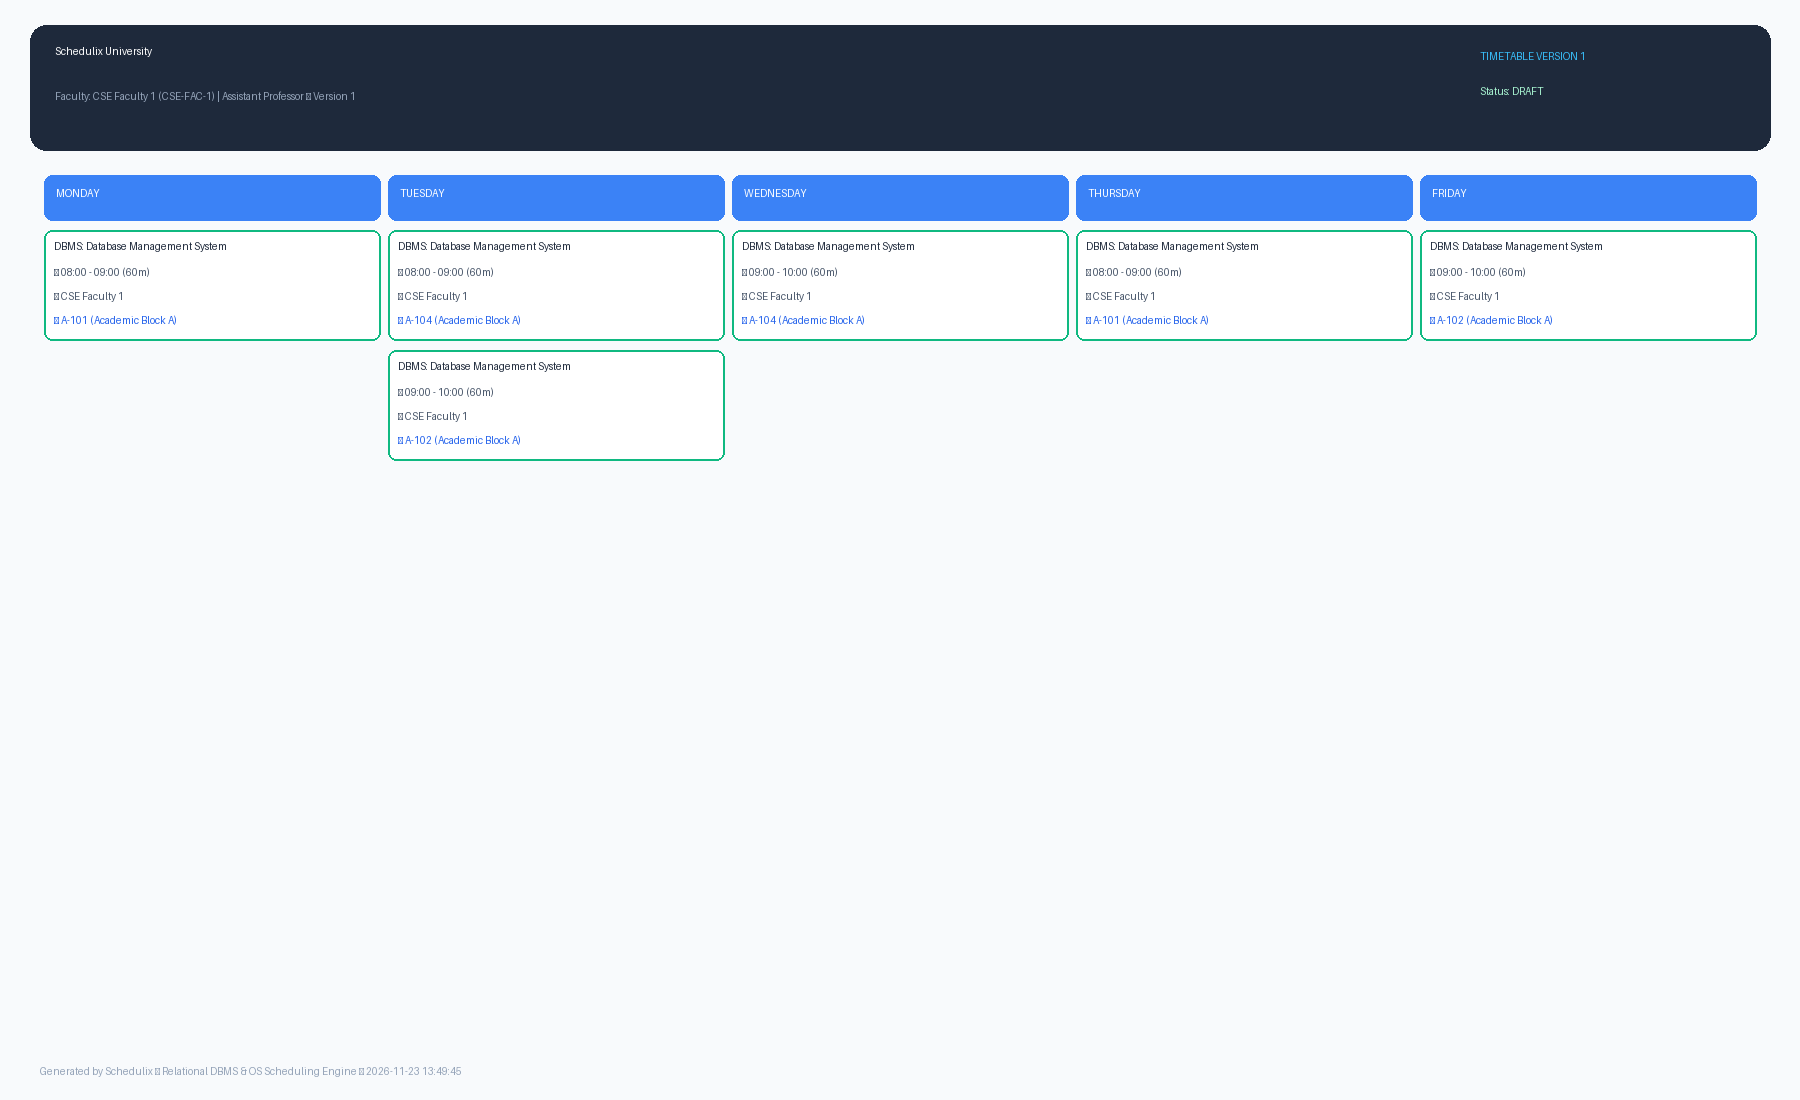 Schedulix University
TIMETABLE VERSION 1
Faculty: CSE Faculty 1 (CSE-FAC-1) | Assistant Professor ▯ Version 1
Status: DRAFT
MONDAY
DBMS: Database Management System
▯ 08:00 - 09:00 (60m)
▯ CSE Faculty 1
▯ A-101 (Academic Block A)
TUESDAY
DBMS: Database Management System
▯ 08:00 - 09:00 (60m)
▯ CSE Faculty 1
▯ A-104 (Academic Block A)
DBMS: Database Management System
▯ 09:00 - 10:00 (60m)
▯ CSE Faculty 1
▯ A-102 (Academic Block A)
WEDNESDAY
DBMS: Database Management System
▯ 09:00 - 10:00 (60m)
▯ CSE Faculty 1
▯ A-104 (Academic Block A)
THURSDAY
DBMS: Database Management System
▯ 08:00 - 09:00 (60m)
▯ CSE Faculty 1
▯ A-101 (Academic Block A)
FRIDAY
DBMS: Database Management System
▯ 09:00 - 10:00 (60m)
▯ CSE Faculty 1
▯ A-102 (Academic Block A)
Generated by Schedulix ▯ Relational DBMS & OS Scheduling Engine ▯ 2026-11-23 13:49:45